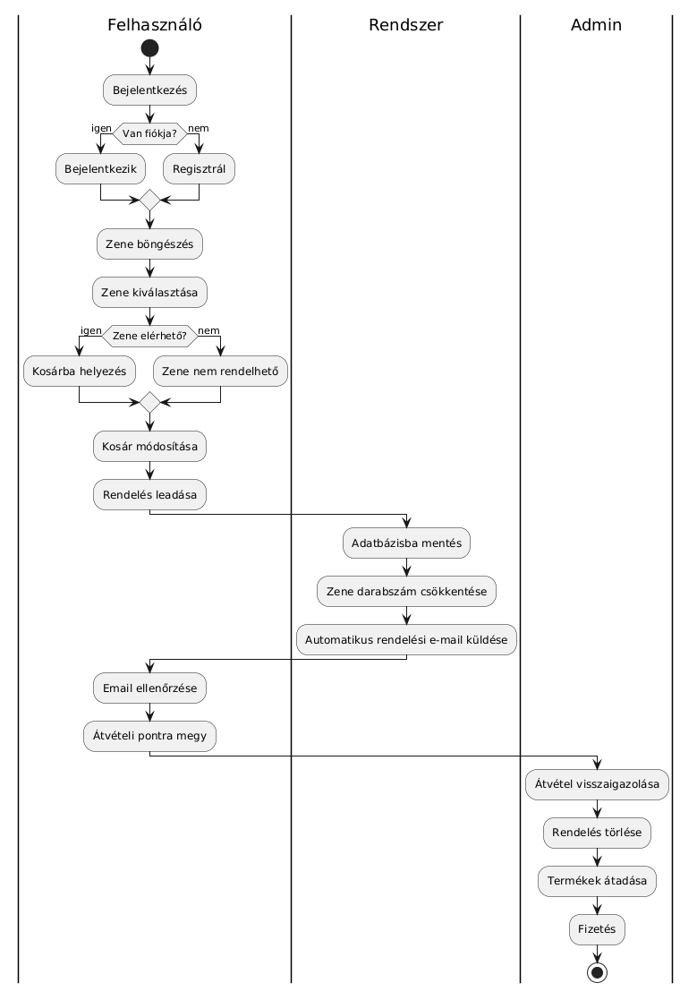 Felhasználó
Rendszer
Admin
Bejelentkezés
igen
Van fiókja?
nem
Bejelentkezik
Regisztrál
Zene böngészés
Zene kiválasztása
igen
Zene elérhető?
nem
Kosárba helyezés
Zene nem rendelhető
Kosár módosítása
Rendelés leadása
Adatbázisba mentés
Zene darabszám csökkentése
Automatikus rendelési e-mail küldése
Email ellenőrzése
Átvételi pontra megy
Átvétel visszaigazolása
Rendelés törlése
Termékek átadása
Fizetés